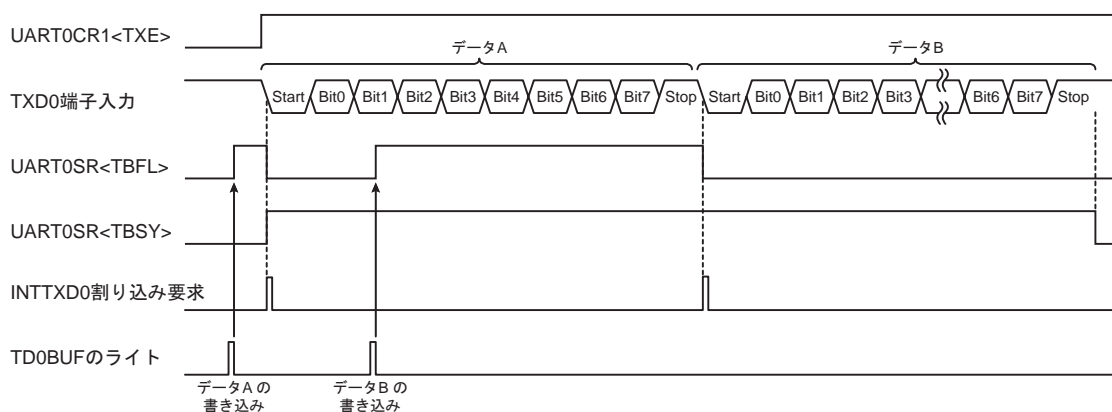 UART0CR1<TXE>
データA
データB
TXD0端子入力
Start Bit0 Bit1 Bit2 Bit3 Bit4 Bit5 Bit6 Bit7 Stop Start Bit0 Bit1 Bit2 Bit3 Bit6 Bit7 Stop
UART0SR<TBFL>
UART0SR<TBSY>
INTTXD0割り込み要求
TD0BUFのライト
データA の
書き込み
データB の
書き込み